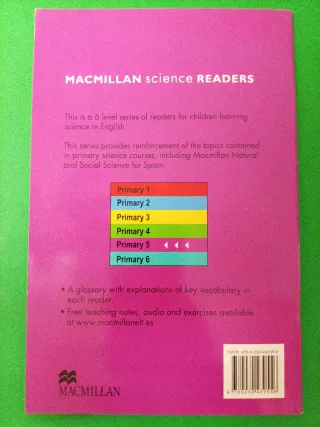 MACMILLAN science READERS
This is a 6 level series of readers for children learning
science in English.
This series provides reinforcement of the topics contained
in primary science courses, including Macmillan Natural
and Social Science for Spain.
Primary 1
Primary 2
Primary 3
Primary 4
Primary 5
Primary 6
• A glossary with explanations of key vocabulary in
each reader.
• Free teaching notes, audio and exercises available
at www.macmillanelt.es
MACMILLAN